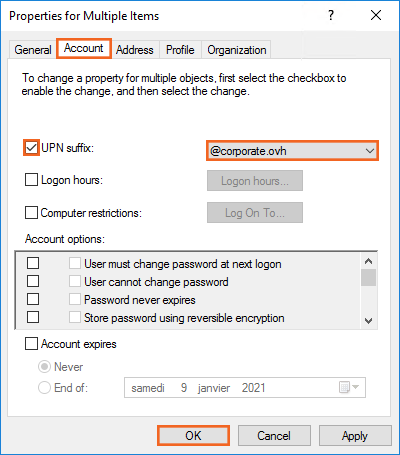 Properties for Multiple Items ? ×
General Account Address Profile Organization
To change a property for multiple objects, first select the checkbox to
enable the change, and then select the change.
UPN suffix: @corporate.ovh
Logon hours: Logon hours...
Computer restrictions: Log On To...
Account options:
User must change password at next logon
User cannot change password
Password never expires
Store password using reversible encryption
Account expires
Never
End of: samedi 9 janvier 2021
OK Cancel Apply